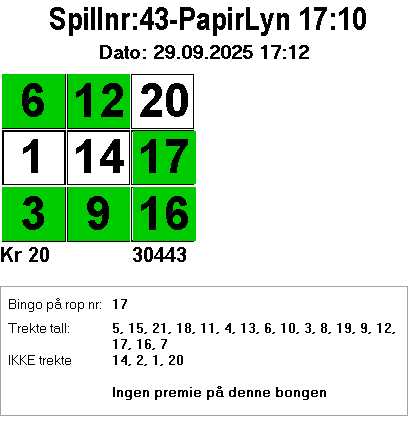 Spillnr:43-PapirLyn 17:10
Dato: 29.09.2025 17:12
6 12 20
1 14 17
3 9 16
Kr 20 30443
Bingo på rop nr: 17
Trekte tall: 5, 15, 21, 18, 11, 4, 13, 6, 10, 3, 8, 19, 9, 12,
17, 16, 7
IKKE trekte 14, 2, 1, 20
Ingen premie på denne bongen